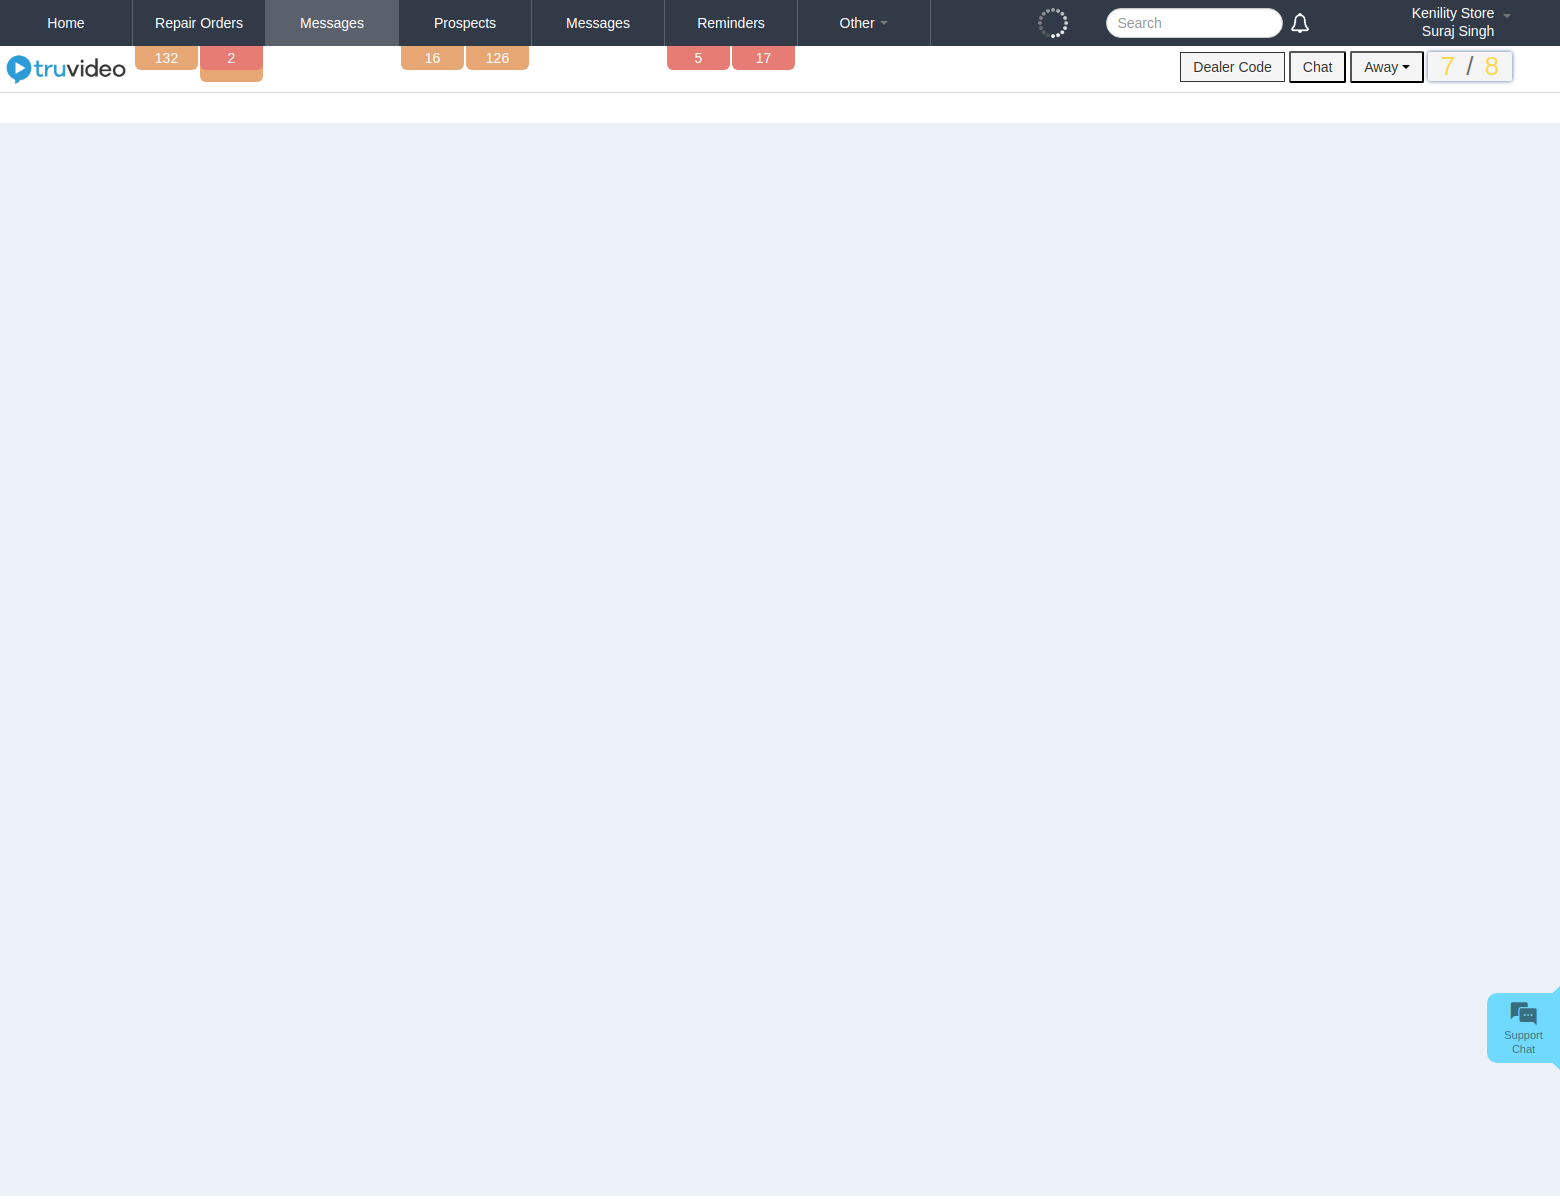 Home Repair Orders Messages Prospects Messages Reminders Other Search Kenility Store
Suraj Singh
truvideo 132 2 16 126 5 17 Dealer Code Chat Away 7 / 8
Support
Chat